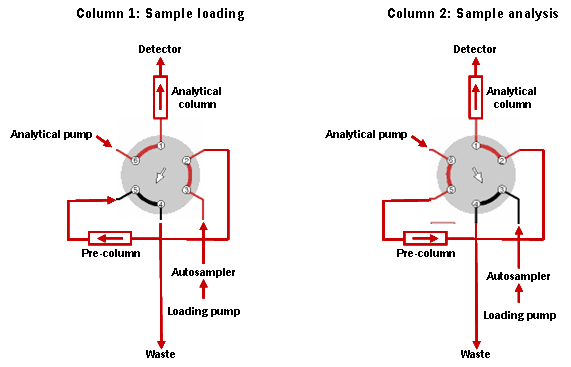 Column 1: Sample loading
Detector
Analytical
column
Analytical pump
1
6
2
5
3
4
Pre-column
Autosampler
Loading pump
Waste
Column 2: Sample analysis
Detector
Analytical
column
Analytical pump
1
6
2
5
3
4
Pre-column
Autosampler
Loading pump
Waste